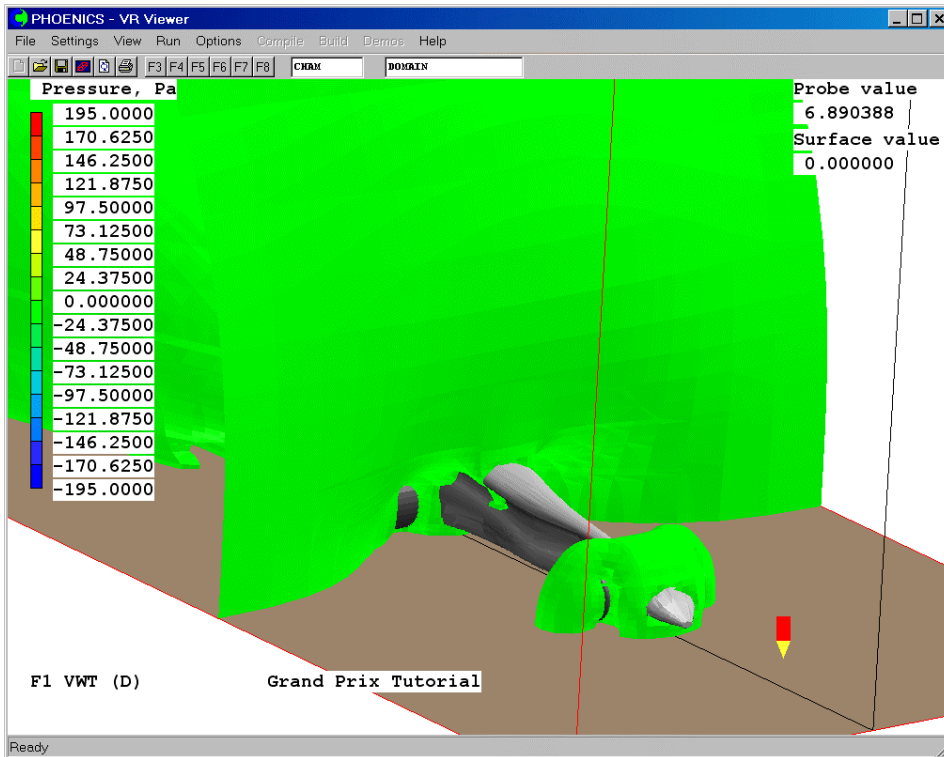 PHOENICS - VR Viewer
File Settings View Run Options Compile Build Demos Help
F3 F4 F5 F6 F7 F8 CHAM DOMAIN
Pressure, Pa
195.0000
170.6250
146.2500
121.8750
97.50000
73.12500
48.75000
24.37500
0.000000
-24.37500
-48.75000
-73.12500
-97.50000
-121.8750
-146.2500
-170.6250
-195.0000
Probe value
6.890388
Surface value
0.000000
F1 VWT (D) Grand Prix Tutorial
Ready